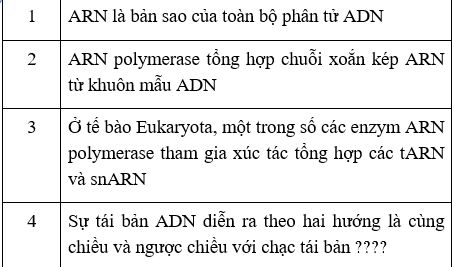 1 ARN là bản sao của toàn bộ phân tử ADN
2 ARN polymerase tổng hợp chuỗi xoắn kép ARN
từ khuôn mẫu ADN
3 Ở tế bào Eukaryota, một trong số các enzym ARN
polymerase tham gia xúc tác tổng hợp các tARN
và snARN
4 Sự tái bản ADN diễn ra theo hai hướng là cùng
chiều và ngược chiều với chạc tái bản ????